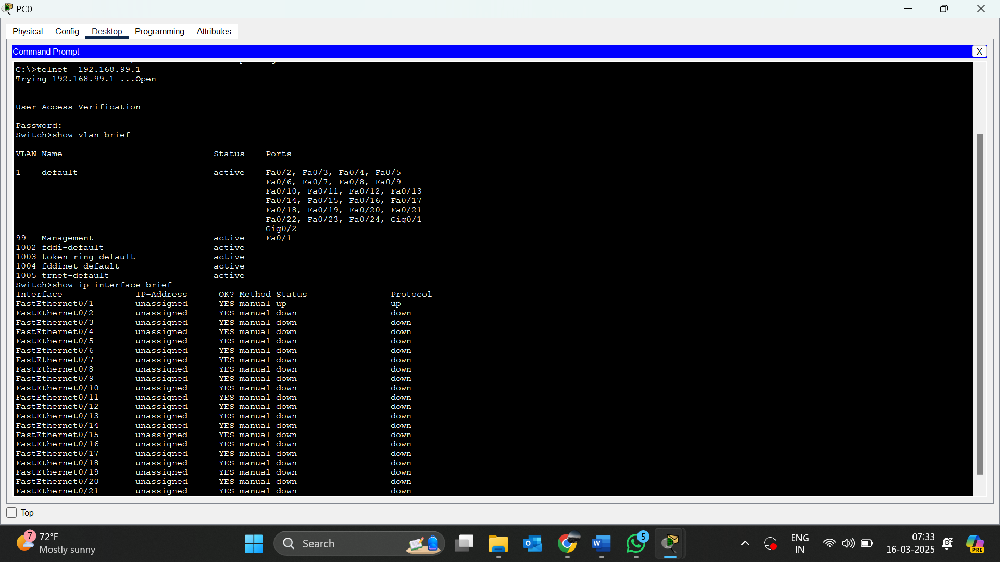 PC0
Physical Config Desktop Programming Attributes
Command Prompt
X
C:\>telnet  192.168.99.1
Trying 192.168.99.1 ...Open
User Access Verification
Password:
Switch>show vlan brief
VLAN Name                             Status    Ports
---- -------------------------------- --------- -------------------------------
1    default                          active    Fa0/2, Fa0/3, Fa0/4, Fa0/5
Fa0/6, Fa0/7, Fa0/8, Fa0/9
Fa0/10, Fa0/11, Fa0/12, Fa0/13
Fa0/14, Fa0/15, Fa0/16, Fa0/17
Fa0/18, Fa0/19, Fa0/20, Fa0/21
Fa0/22, Fa0/23, Fa0/24, Gig0/1
Gig0/2
99   Management                       active    Fa0/1
1002 fddi-default                     active
1003 token-ring-default               active
1004 fddinet-default                  active
1005 trnet-default                    active
Switch>show ip interface brief
Interface              IP-Address      OK? Method Status                Protocol
FastEthernet0/1        unassigned      YES manual up                    up
FastEthernet0/2        unassigned      YES manual down                  down
FastEthernet0/3        unassigned      YES manual down                  down
FastEthernet0/4        unassigned      YES manual down                  down
FastEthernet0/5        unassigned      YES manual down                  down
FastEthernet0/6        unassigned      YES manual down                  down
FastEthernet0/7        unassigned      YES manual down                  down
FastEthernet0/8        unassigned      YES manual down                  down
FastEthernet0/9        unassigned      YES manual down                  down
FastEthernet0/10       unassigned      YES manual down                  down
FastEthernet0/11       unassigned      YES manual down                  down
FastEthernet0/12       unassigned      YES manual down                  down
FastEthernet0/13       unassigned      YES manual down                  down
FastEthernet0/14       unassigned      YES manual down                  down
FastEthernet0/15       unassigned      YES manual down                  down
FastEthernet0/16       unassigned      YES manual down                  down
FastEthernet0/17       unassigned      YES manual down                  down
FastEthernet0/18       unassigned      YES manual down                  down
FastEthernet0/19       unassigned      YES manual down                  down
FastEthernet0/20       unassigned      YES manual down                  down
FastEthernet0/21       unassigned      YES manual down                  down
Top
7
72°F
Mostly sunny
Search
5
ENG
IN
07:33
16-03-2025
PRE